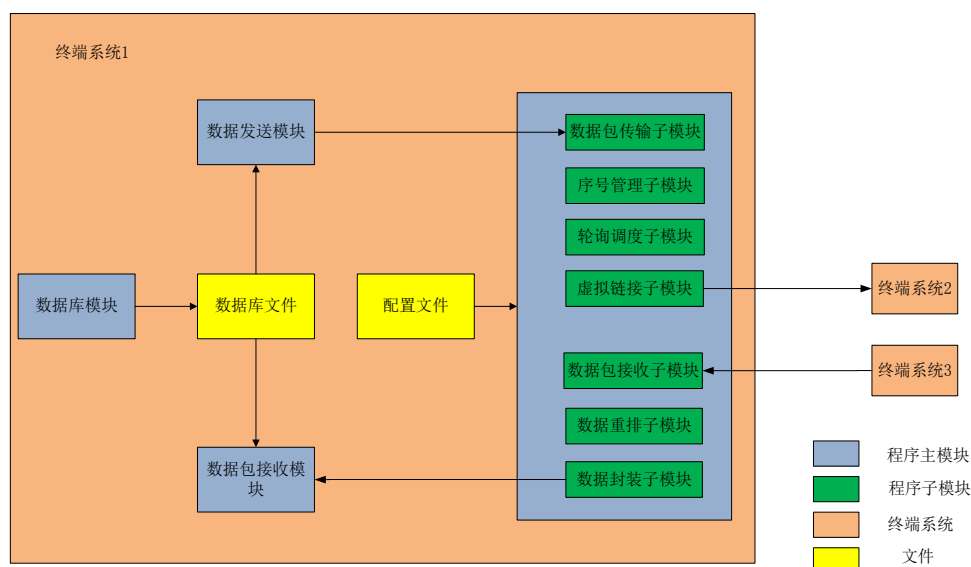 终端系统1
数据发送模块
数据包传输子模块
序号管理子模块
轮询调度子模块
数据库模块
数据库文件
配置文件
虚拟链接子模块
终端系统2
数据包接收子模块
终端系统3
数据重排子模块
数据包接收模
块
数据封装子模块
程序主模块
程序子模块
终端系统
文件